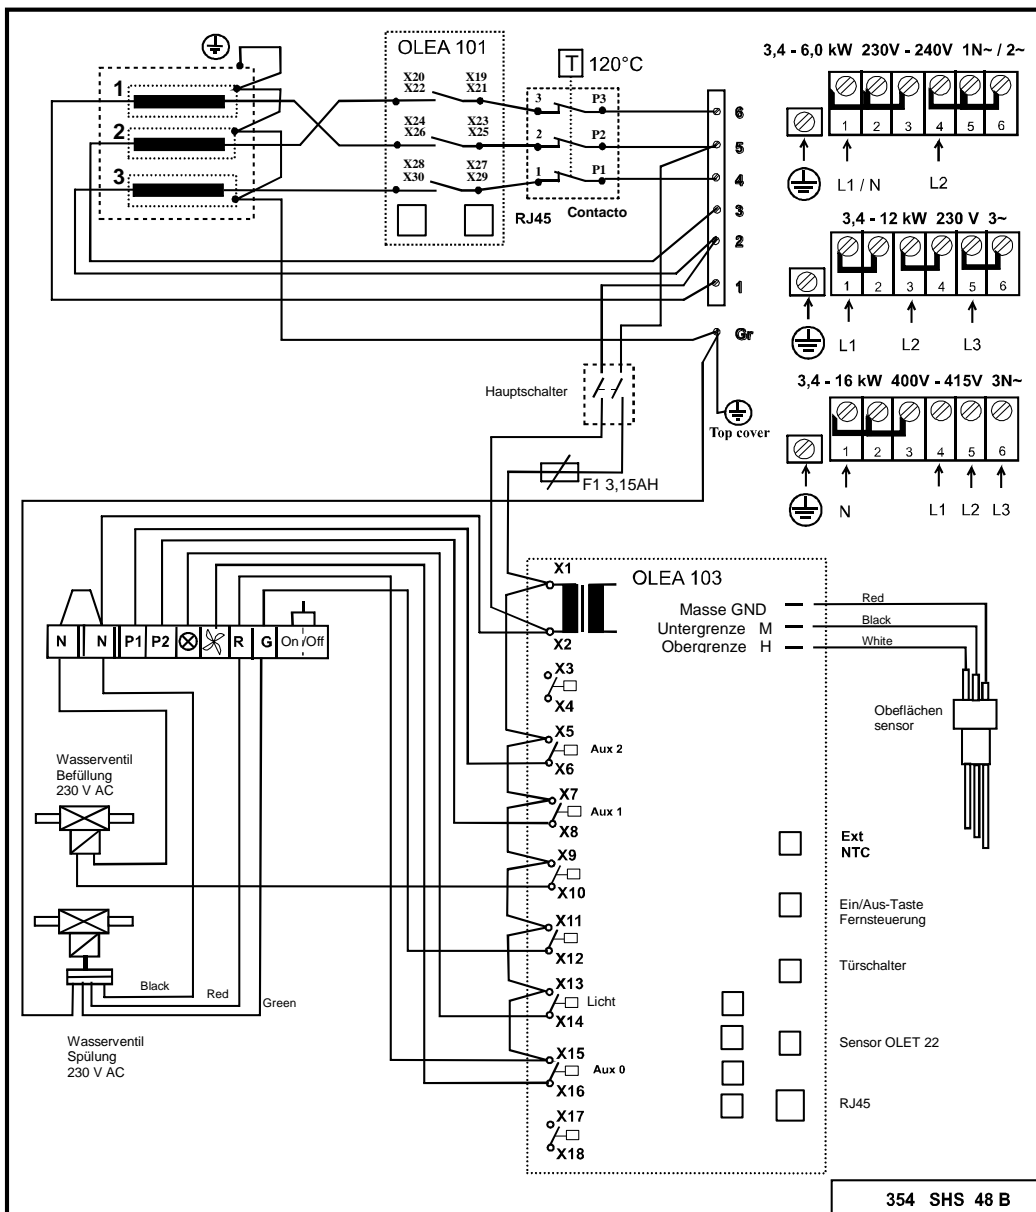 OLEA 101
T 120°C
1
2
3
X20 X19
X22 X21
X24 X23
X26 X25
X28 X27
X30 X29
3 P3
2 P2
1 P1
RJ45
Contacto
6
5
4
3
2
1
Gr
Top cover
Hauptschalter
F1 3,15AH
3,4 - 6,0 kW 230V - 240V 1N~ / 2~
1 2 3 4 5 6
L1 / N L2
3,4 - 12 kW 230 V 3~
1 2 3 4 5 6
L1 L2 L3
3,4 - 16 kW 400V - 415V 3N~
1 2 3 4 5 6
N L1 L2 L3
N N P1 P2 R G On /Off
Wasserventil
Befüllung
230 V AC
Black
Red
Green
Wasserventil
Spülung
230 V AC
OLEA 103
X1
X2
X3
X4
X5
Aux 2
X6
X7
Aux 1
X8
X9
X10
X11
X12
X13
Licht
X14
X15
Aux 0
X16
X17
X18
Masse GND
Untergrenze M
Obergrenze H
Red
Black
White
Obeflächen
sensor
Ext
NTC
Ein/Aus-Taste
Fernsteuerung
Türschalter
Sensor OLET 22
RJ45
354 SHS 48 B